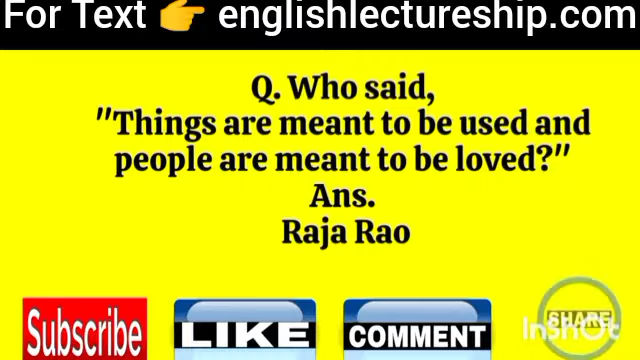 For Text 👉 englishlectureship.com
Q. Who said,
"Things are meant to be used and
people are meant to be loved?"
Ans.
Raja Rao
Subscribe
LIKE
COMMENT
SHARE
InShOt